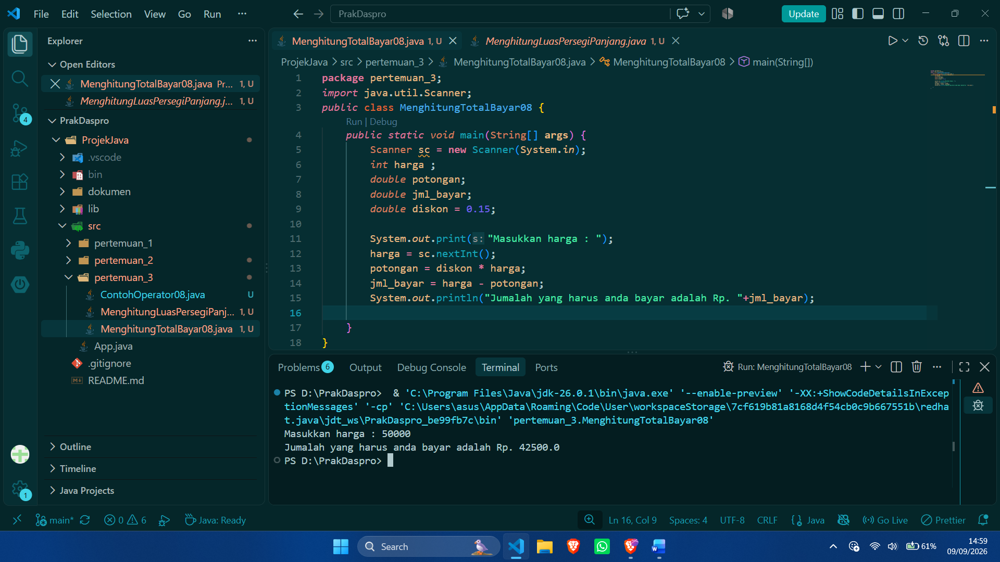 File Edit Selection View Go Run ···
PrakDaspro
Update
Explorer
Open Editors
MenghitungTotalBayar08.java Pr... 1, U
MenghitungLuasPersegiPanjang.j... 1, U
PrakDaspro
ProjekJava
.vscode
bin
dokumen
lib
src
pertemuan_1
pertemuan_2
pertemuan_3
ContohOperator08.java U
MenghitungLuasPersegiPanj... 1, U
MenghitungTotalBayar08.java 1, U
App.java
.gitignore
README.md
Outline
Timeline
Java Projects
4
1
MenghitungTotalBayar08.java 1, U
MenghitungLuasPersegiPanjang.java 1, U
ProjekJava > src > pertemuan_3 > MenghitungTotalBayar08.java > MenghitungTotalBayar08 > main(String[])
1 package pertemuan_3;
2 import java.util.Scanner;
3 public class MenghitungTotalBayar08 {
Run | Debug
4 public static void main(String[] args) {
5 Scanner sc = new Scanner(System.in);
6 int harga ;
7 double potongan;
8 double jml_bayar;
9 double diskon = 0.15;
10
11 System.out.print(s: "Masukkan harga : ");
12 harga = sc.nextInt();
13 potongan = diskon * harga;
14 jml_bayar = harga - potongan;
15 System.out.println("Jumalah yang harus anda bayar adalah Rp. "+jml_bayar);
16
17 }
18 }
Problems 6 Output Debug Console Terminal Ports
Run: MenghitungTotalBayar08
PS D:\PrakDaspro>  & 'C:\Program Files\Java\jdk-26.0.1\bin\java.exe' '--enable-preview' '-XX:+ShowCodeDetailsInExcep
tionMessages' '-cp' 'C:\Users\asus\AppData\Roaming\Code\User\workspaceStorage\7cf619b81a8168d4f54cb0c9b667551b\redha
t.java\jdt_ws\PrakDaspro_be99fb7c\bin' 'pertemuan_3.MenghitungTotalBayar08'
Masukkan harga : 50000
Jumalah yang harus anda bayar adalah Rp. 42500.0
PS D:\PrakDaspro>
main* 0 6 Java: Ready
Ln 16, Col 9 Spaces: 4 UTF-8 CRLF {} Java Go Live Prettier
Search
61%
14:59
09/09/2026